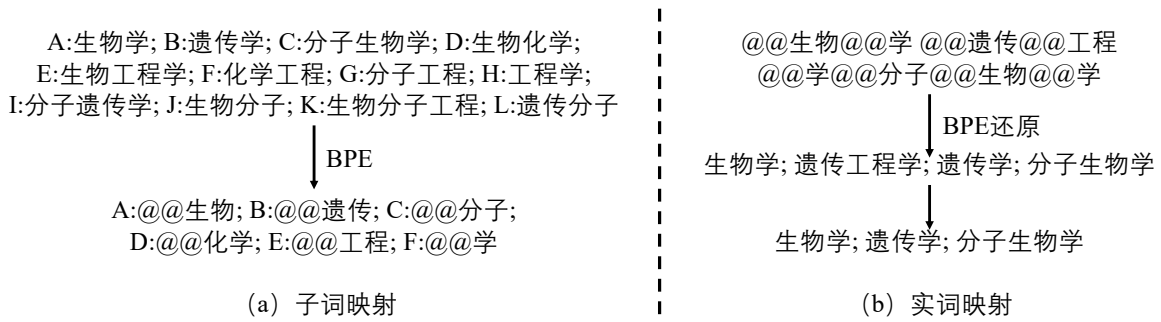 A:生物学; B:遗传学; C:分子生物学; D:生物化学;
E:生物工程学; F:化学工程; G:分子工程; H:工程学;
I:分子遗传学; J:生物分子; K:生物分子工程; L:遗传分子
BPE
A:@@生物; B:@@遗传; C:@@分子;
D:@@化学; E:@@工程; F:@@学
(a) 子词映射
@@生物@@学 @@遗传@@工程
@@学@@分子@@生物@@学
BPE还原
生物学; 遗传工程学; 遗传学; 分子生物学
生物学; 遗传学; 分子生物学
(b) 实词映射